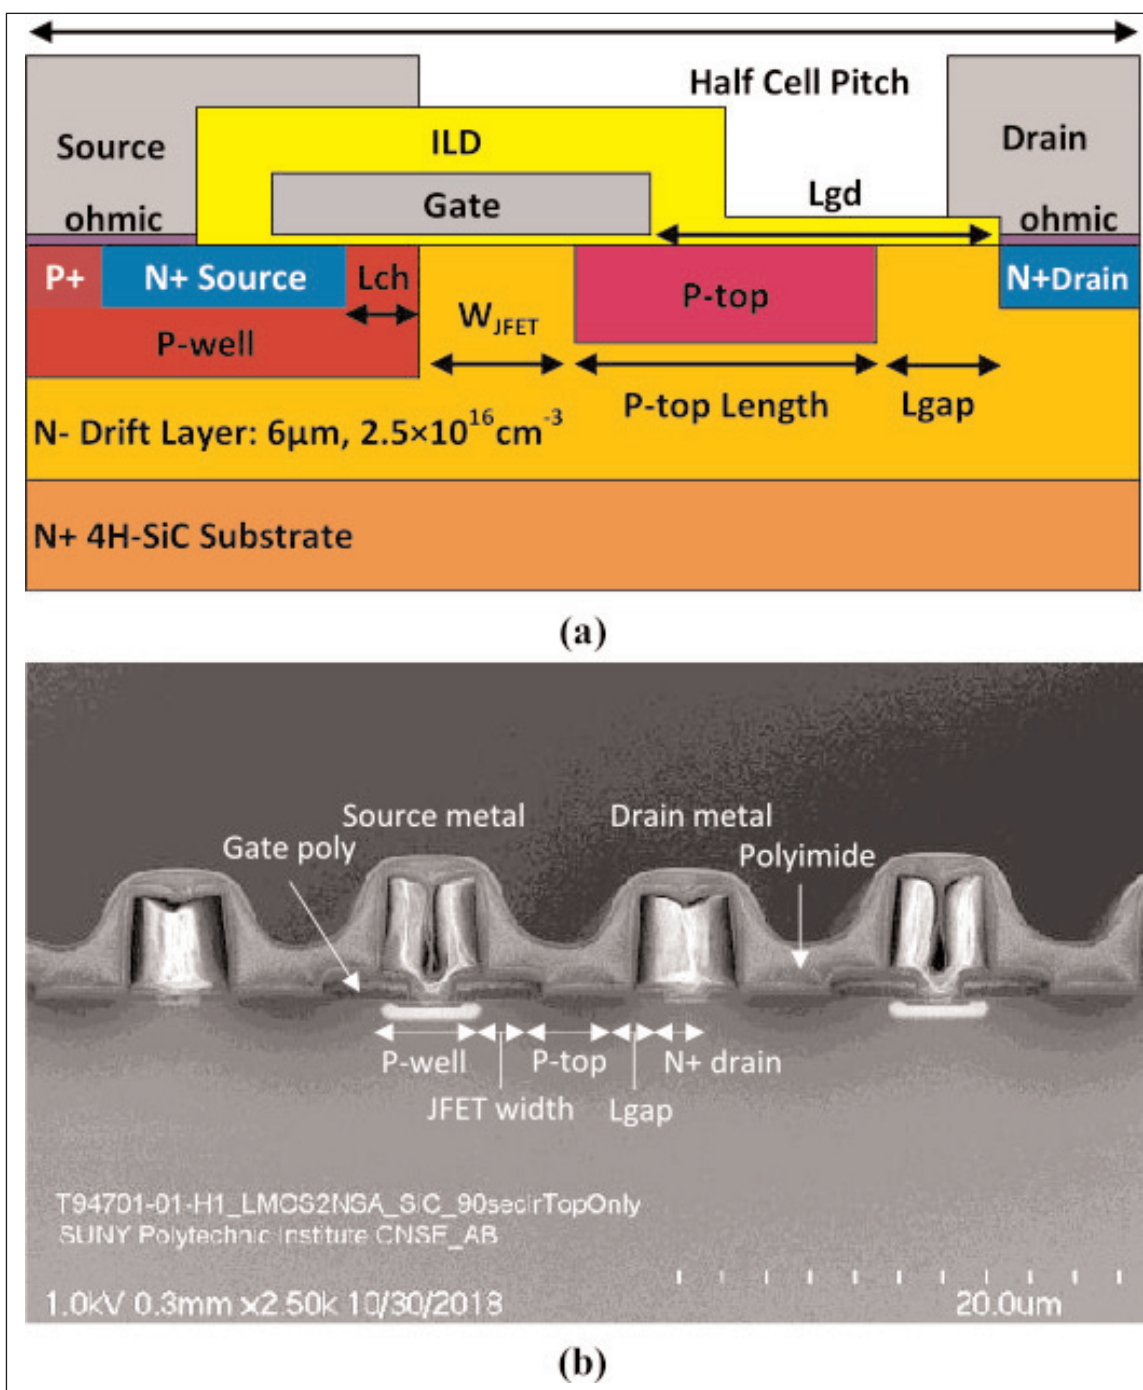 Half Cell Pitch
Source
ILD
Drain
ohmic
Gate
Lgd
ohmic
P+
N+ Source
Lch
P-top
N+Drain
P-well
W_JFET
P-top Length
Lgap
N- Drift Layer: 6µm, 2.5×10¹⁶cm⁻³
N+ 4H-SiC Substrate
(a)
Source metal
Drain metal
Gate poly
Polyimide
P-well
P-top
N+ drain
JFET width
Lgap
T94701-01-H1_LMOS2NSA_SiC_90secirTopOnly
SUNY Polytechnic Institute CNSE_AB
1.0kV 0.3mm x2.50k 10/30/2018
20.0um
(b)